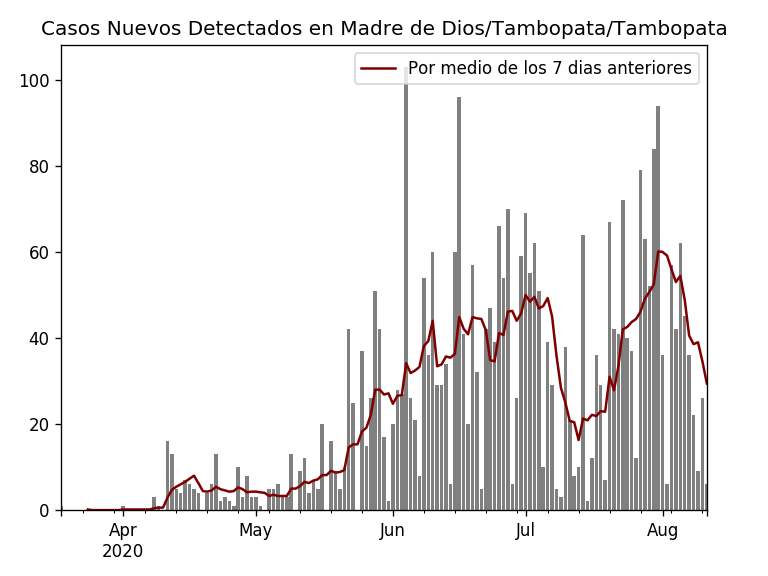 Casos Nuevos Detectados en Madre de Dios/Tambopata/Tambopata
Por medio de los 7 dias anteriores
100
80
60
40
20
0
Apr May Jun Jul Aug
2020